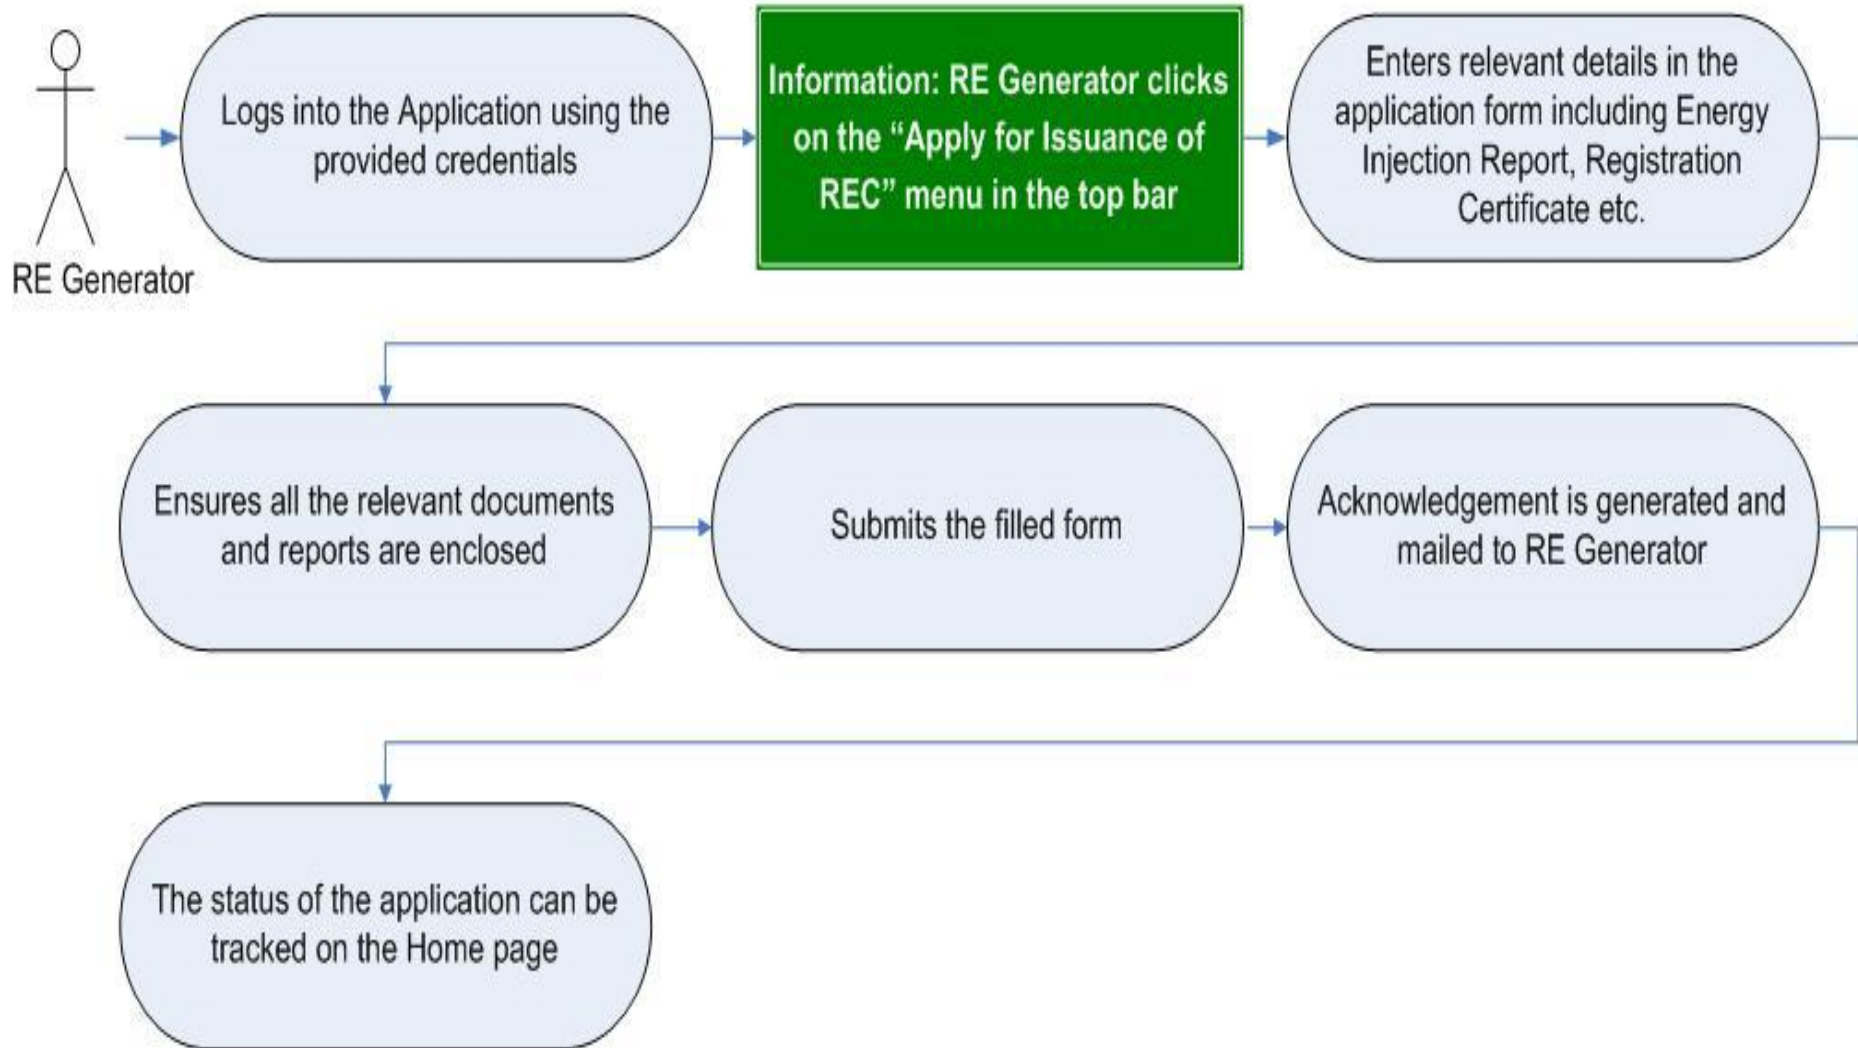 RE Generator
Logs into the Application using the
provided credentials
Information: RE Generator clicks
on the “Apply for Issuance of
REC” menu in the top bar
Enters relevant details in the
application form including Energy
Injection Report, Registration
Certificate etc.
Ensures all the relevant documents
and reports are enclosed
Submits the filled form
Acknowledgement is generated and
mailed to RE Generator
The status of the application can be
tracked on the Home page